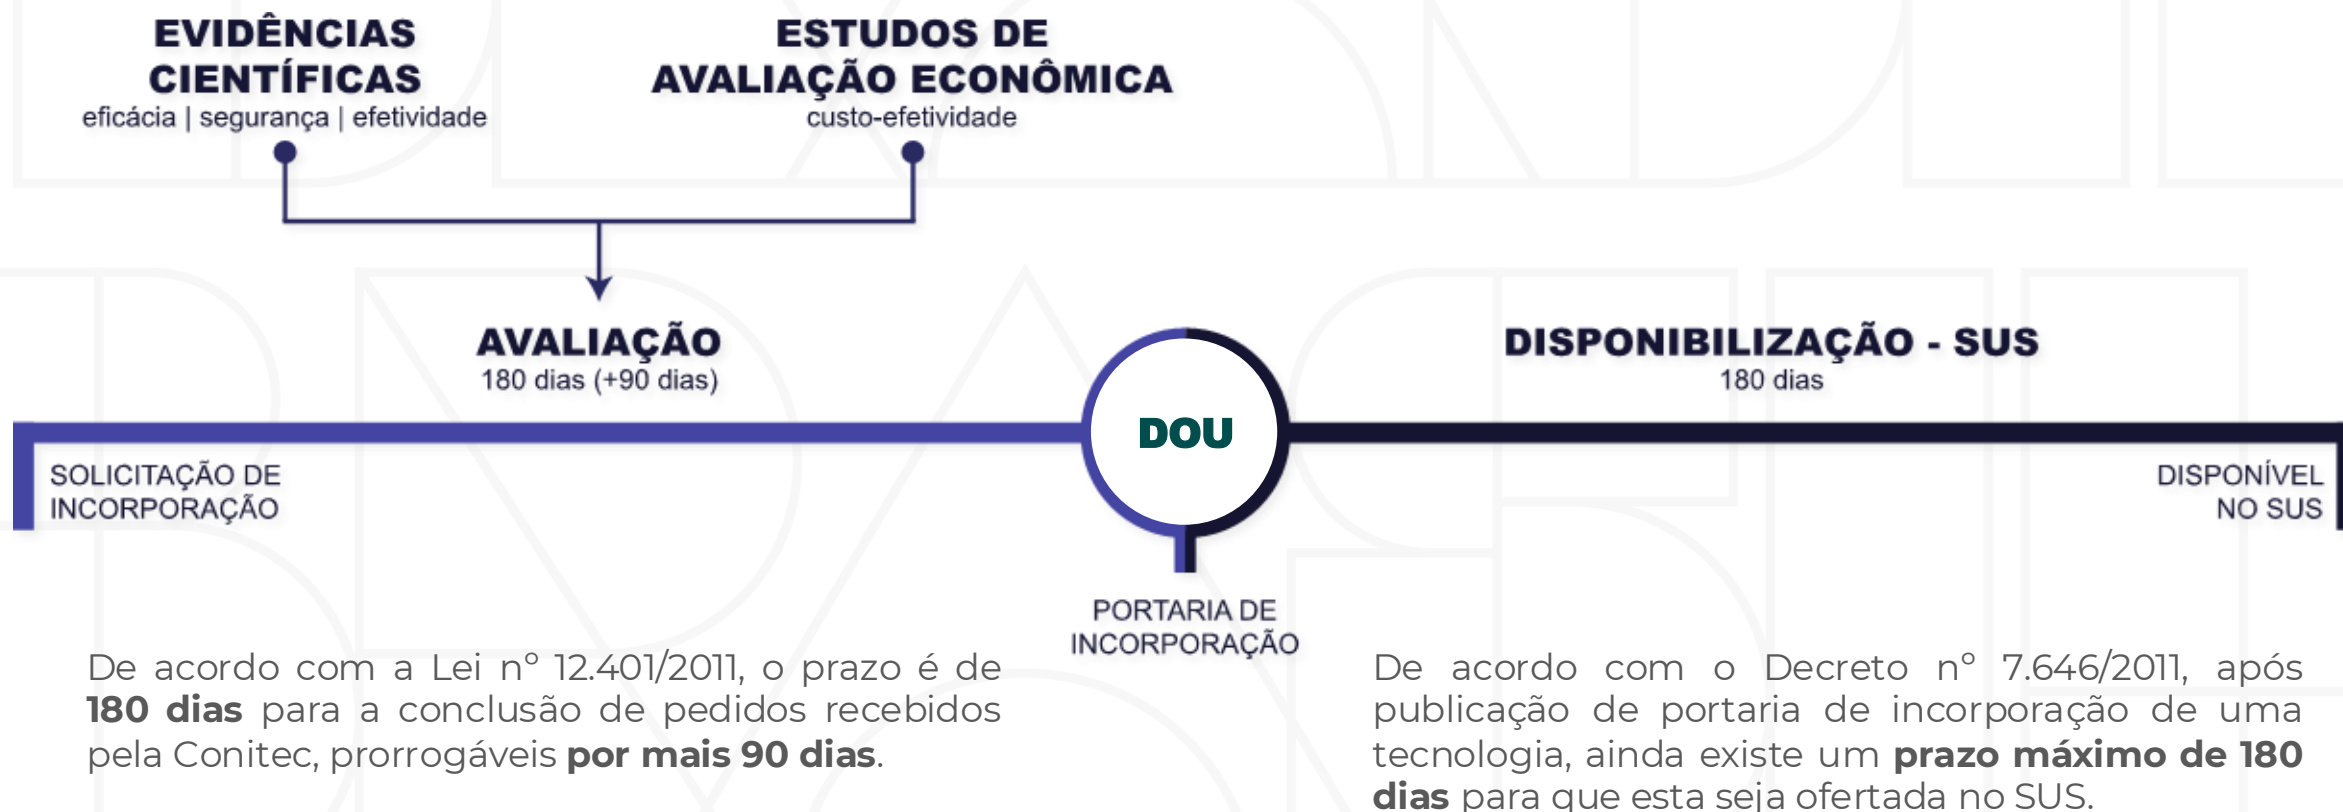 EVIDÊNCIAS
CIENTÍFICAS
eficácia | segurança | efetividade
ESTUDOS DE
AVALIAÇÃO ECONÔMICA
custo-efetividade
AVALIAÇÃO
180 dias (+90 dias)
DISPONIBILIZAÇÃO - SUS
180 dias
DOU
SOLICITAÇÃO DE
INCORPORAÇÃO
DISPONÍVEL
NO SUS
PORTARIA DE
INCORPORAÇÃO
De acordo com a Lei nº 12.401/2011, o prazo é de
180 dias para a conclusão de pedidos recebidos
pela Conitec, prorrogáveis por mais 90 dias.
De acordo com o Decreto nº 7.646/2011, após
publicação de portaria de incorporação de uma
tecnologia, ainda existe um prazo máximo de 180
dias para que esta seja ofertada no SUS.